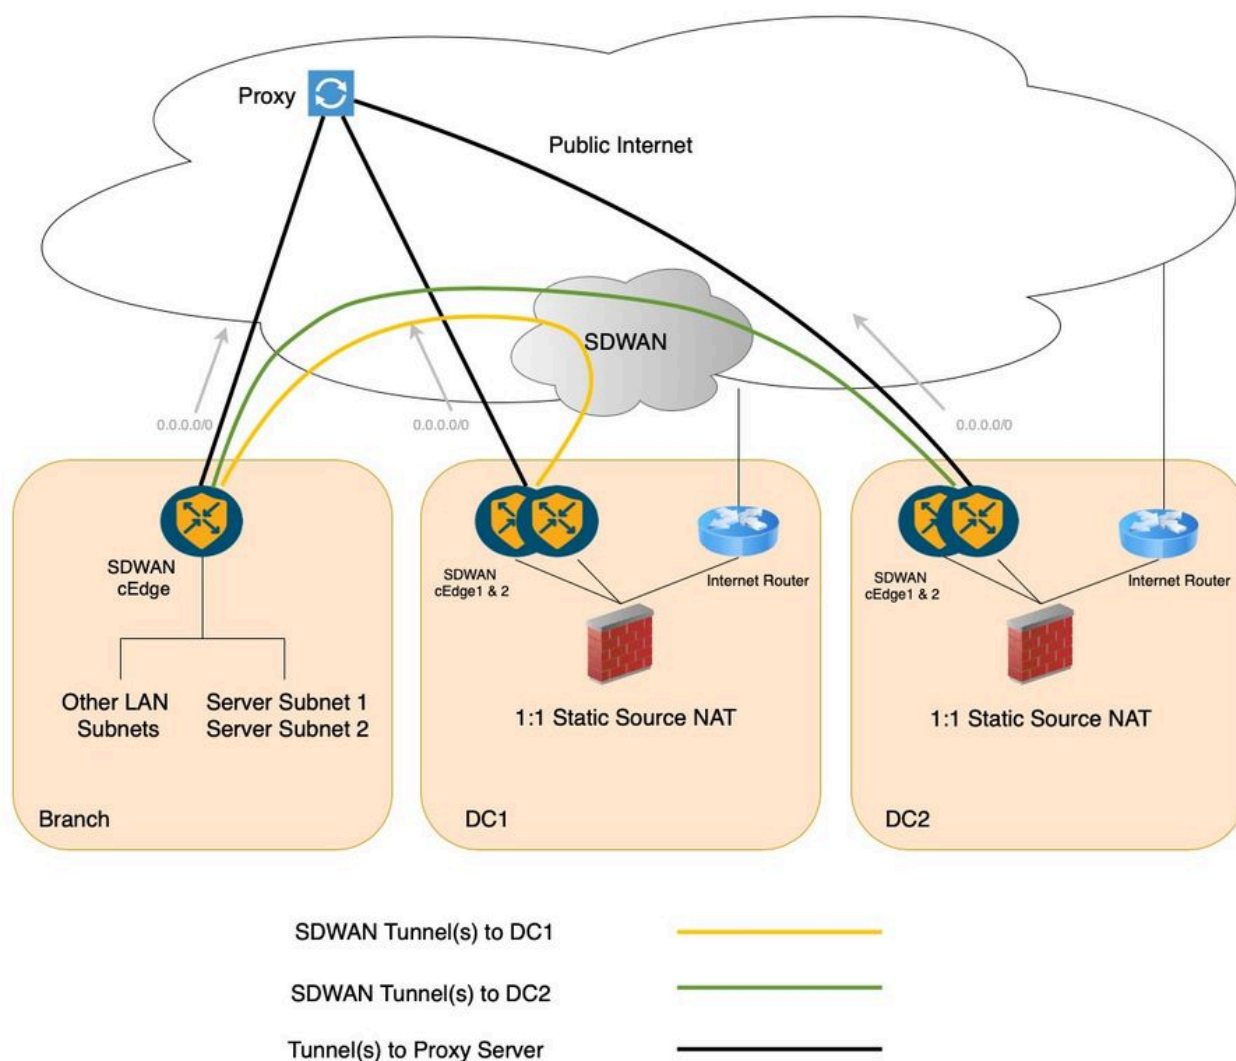 Proxy
Public Internet
SDWAN
0.0.0.0/0
0.0.0.0/0
0.0.0.0/0
SDWAN
cEdge
Other LAN
Subnets
Server Subnet 1
Server Subnet 2
Branch
SDWAN
cEdge1 & 2
Internet Router
1:1 Static Source NAT
DC1
SDWAN
cEdge1 & 2
Internet Router
1:1 Static Source NAT
DC2
SDWAN Tunnel(s) to DC1
SDWAN Tunnel(s) to DC2
Tunnel(s) to Proxy Server